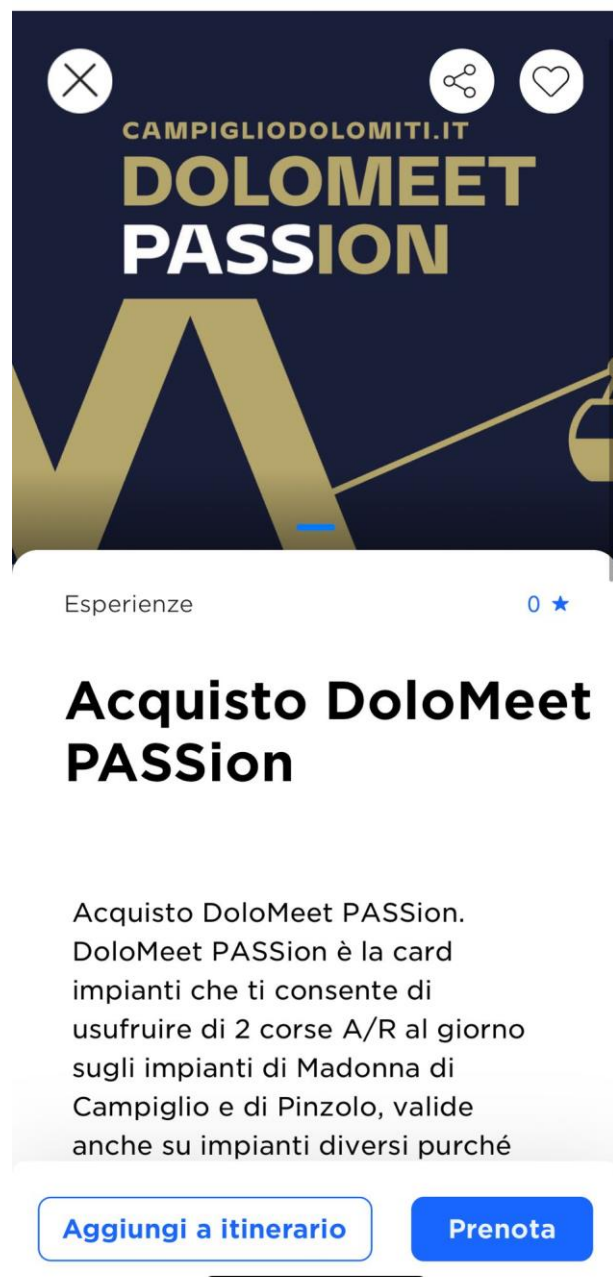 CAMPIGLIODOLOMITI.IT
DOLOMEET
PASSION
Esperienze
0 ★
Acquisto DoloMeet
PASSion
Acquisto DoloMeet PASSion.
DoloMeet PASSion è la card
impianti che ti consente di
usufruire di 2 corse A/R al giorno
sugli impianti di Madonna di
Campiglio e di Pinzolo, valide
anche su impianti diversi purché
Aggiungi a itinerario
Prenota